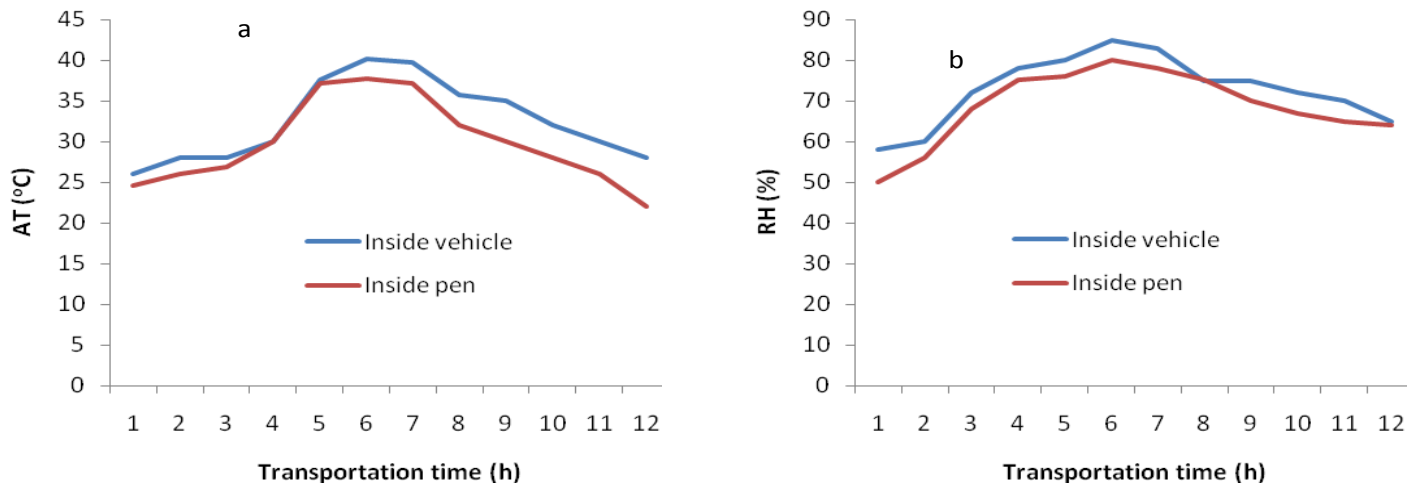 a
AT (°C)
45
40
35
30
25
20
15
10
5
0
Inside vehicle
Inside pen
1 2 3 4 5 6 7 8 9 10 11 12
Transportation time (h)
b
RH (%)
90
80
70
60
50
40
30
20
10
0
Inside vehicle
Inside pen
1 2 3 4 5 6 7 8 9 10 11 12
Transportation time (h)